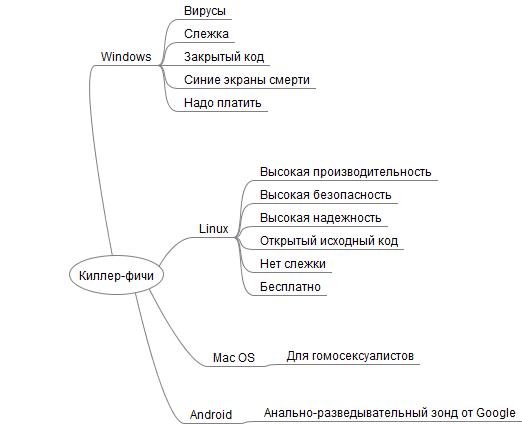 Киллер-фичи
Windows
Вирусы
Слежка
Закрытый код
Синие экраны смерти
Надо платить
Linux
Высокая производительность
Высокая безопасность
Высокая надежность
Открытый исходный код
Нет слежки
Бесплатно
Mac OS
Для гомосексуалистов
Android
Анально-разведывательный зонд от Google